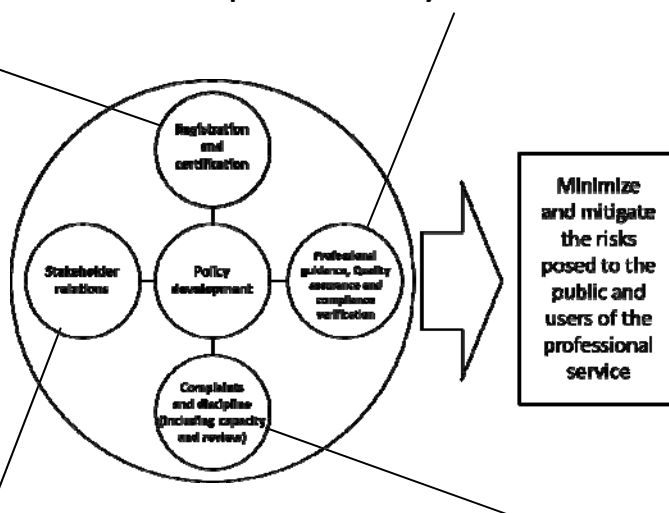 Registration
and
certification
Stakeholder
relations
Policy
development
Professional
guidance, Quality
assurance and
compliance
verification
Complaints
and discipline
(including capacity
and review)
Minimize
and mitigate
the risks
posed to the
public and
users of the
professional
service